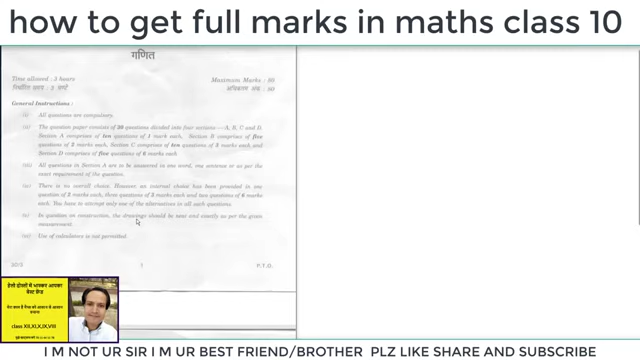 how to get full marks in maths class 10
गणित
Time allowed : 3 hours
Maximum Marks : 80
निर्धारित समय : 3 घण्टे
अधिकतम अंक : 80
General Instructions :
(i) All questions are compulsory.
(ii) The question paper consists of 30 questions divided into four sections — A, B, C and D.
Section A comprises of ten questions of 1 mark each, Section B comprises of five
questions of 2 marks each, Section C comprises of ten questions of 3 marks each and
Section D comprises of five questions of 6 marks each.
(iii) All questions in Section A are to be answered in one word, one sentence or as per the
exact requirement of the question.
(iv) There is no overall choice. However, an internal choice has been provided in one
question of 2 marks each, three questions of 3 marks each and two questions of 6
marks each. You have to attempt only one of the alternatives in all such questions.
(v) In question on construction, the drawings should be neat and exactly as per the given
measurement.
(vi) Use of calculators is not permitted.
30/3
1
P.T.O.
class XII,XI,X,IX,VIII
I M NOT UR SIR I M UR BEST FRIEND/BROTHER PLZ LIKE SHARE AND SUBSCRIBE